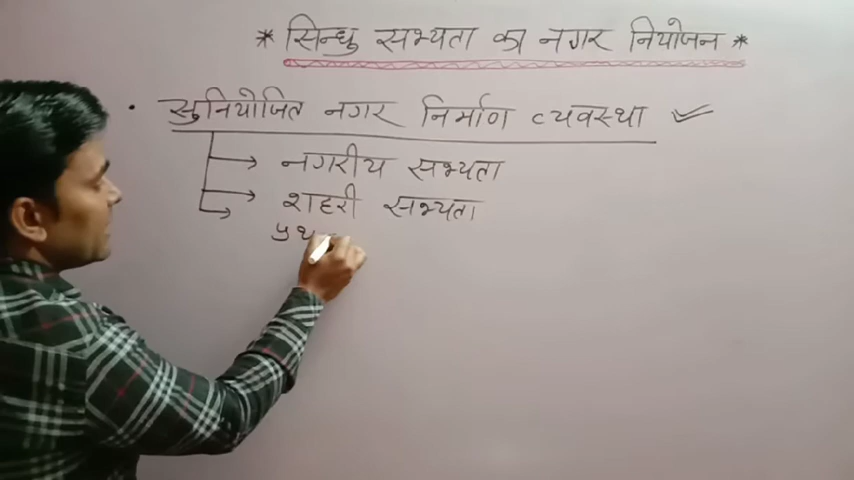 * सिन्धु सभ्यता का नगर नियोजन *
• सुनियोजित नगर निर्माण व्यवस्था
नगरीय सभ्यता
शहरी सभ्यता